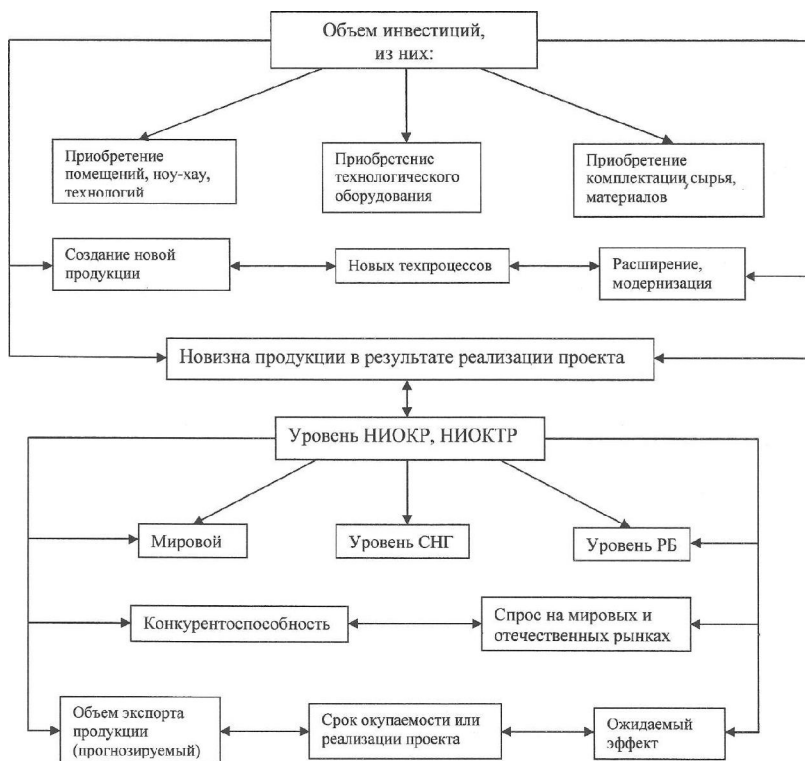 Объем инвестиций,
из них:
Приобретение
помещений, ноу-хау,
технологий
Приобретение
технологического
оборудования
Приобретение
комплектации, сырья,
материалов
Создание новой
продукции
Новых техпроцессов
Расширение,
модернизация
Новизна продукции в результате реализации проекта
Уровень НИОКР, НИОКТР
Мировой
Уровень СНГ
Уровень РБ
Конкурентоспособность
Спрос на мировых и
отечественных рынках
Объем экспорта
продукции
(прогнозируемый)
Срок окупаемости или
реализации проекта
Ожидаемый
эффект